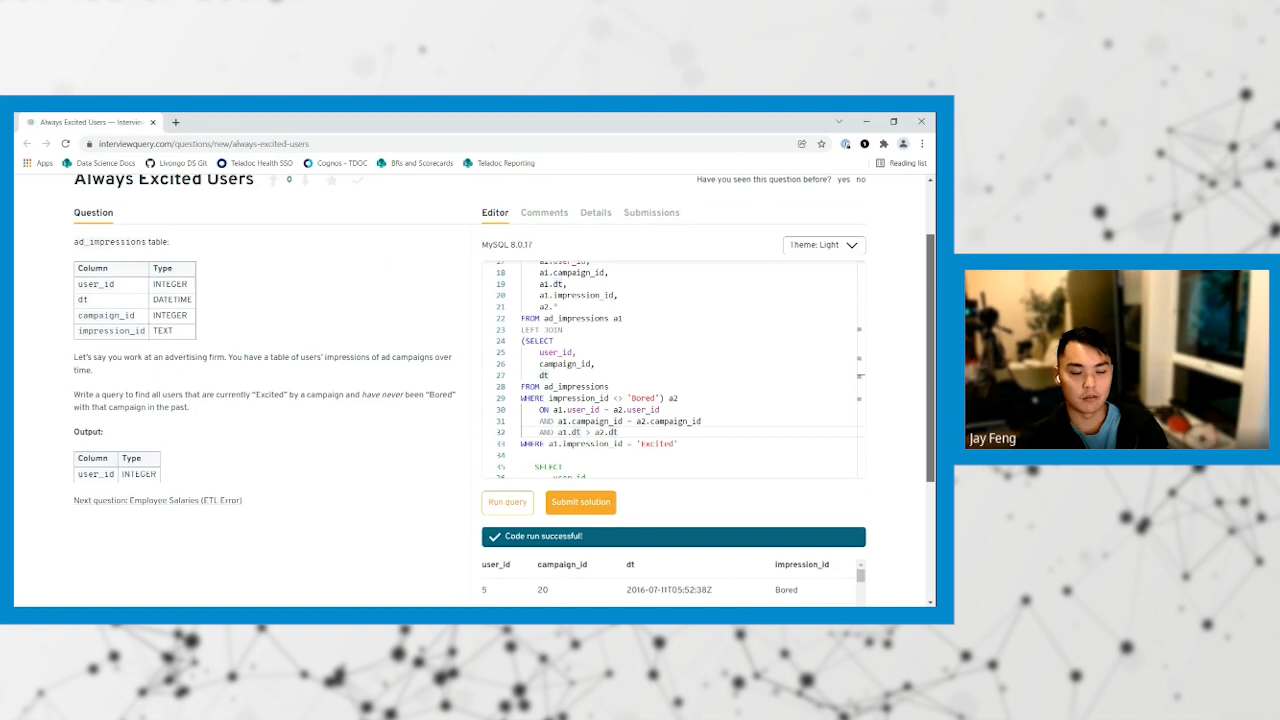 Always Excited Users — Interview
interviewquery.com/questions/new/always-excited-users
Apps Data Science Docs Livongo DS Git Teladoc Health SSO Cognos - TDOC BRs and Scorecards Teladoc Reporting Reading list
Always Excited Users 0
Have you seen this question before? yes no
Question
ad_impressions table:
Column Type
user_id INTEGER
dt DATETIME
campaign_id INTEGER
impression_id TEXT
Let's say you work at an advertising firm. You have a table of users' impressions of ad campaigns over
time.
Write a query to find all users that are currently "Excited" by a campaign and have never been "Bored"
with that campaign in the past.
Output:
Column Type
user_id INTEGER
Next question: Employee Salaries (ETL Error)
Editor Comments Details Submissions
MySQL 8.0.17
Theme: Light
17 a1.user_id,
18 a1.campaign_id,
19 a1.dt,
20 a1.impression_id,
21 a2.*
22 FROM ad_impressions a1
23 LEFT JOIN
24 (SELECT
25 user_id,
26 campaign_id,
27 dt
28 FROM ad_impressions
29 WHERE impression_id <> 'Bored') a2
30 ON a1.user_id = a2.user_id
31 AND a1.campaign_id = a2.campaign_id
32 AND a1.dt > a2.dt
33 WHERE a1.impression_id = 'Excited'
34
35 SELECT
user_id
Run query
Submit solution
Code run successful!
user_id campaign_id dt impression_id
5 20 2016-07-11T05:52:38Z Bored
Jay Feng